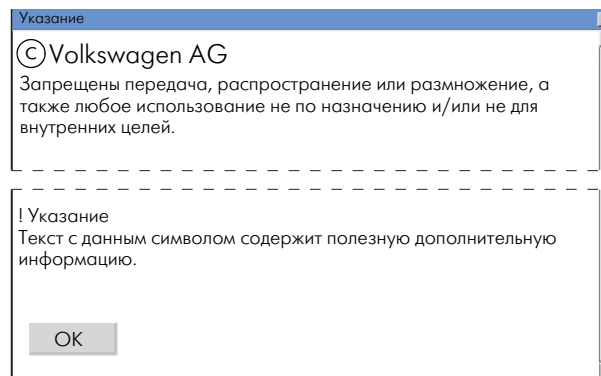 Указание
©Volkswagen AG
Запрещены передача, распространение или размножение, а
также любое использование не по назначению и/или не для
внутренних целей.
! Указание
Текст с данным символом содержит полезную дополнительную
информацию.
OK